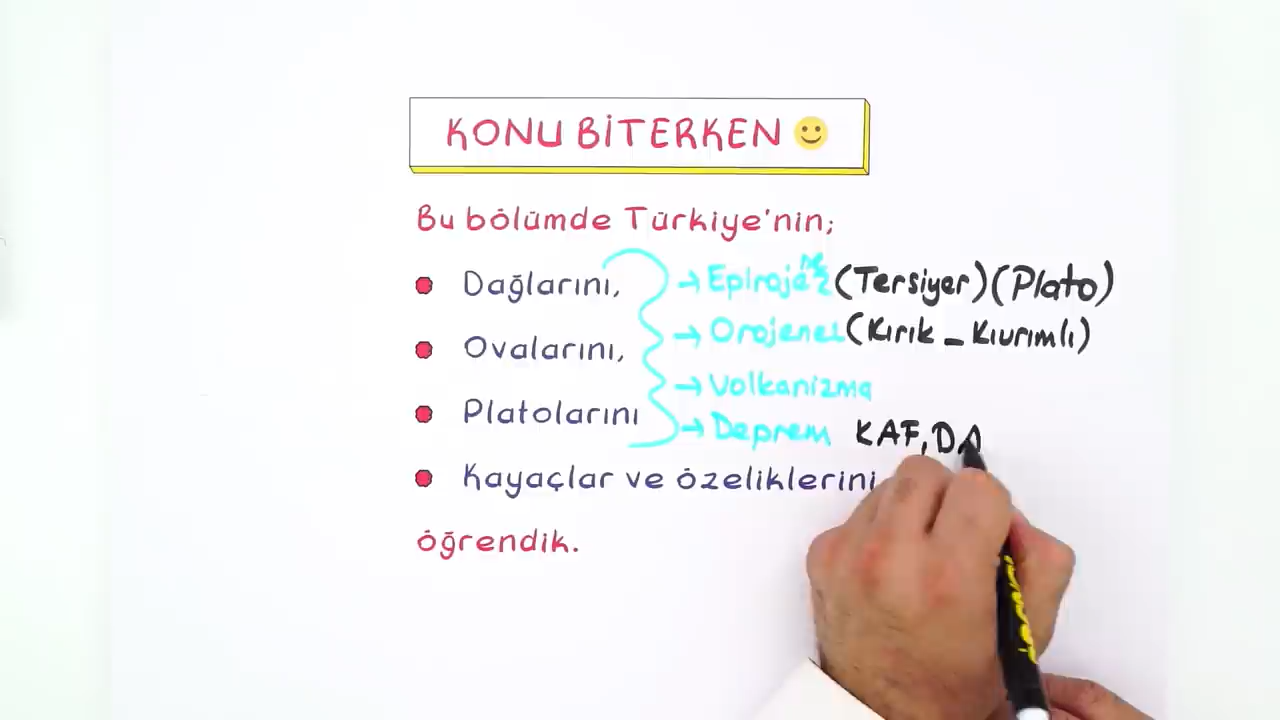 KONU BİTERKEN
Bu bölümde Türkiye'nin;
Dağlarını, → (Tersiyer)(Plato)
Ovalarını, → Orojenez (Kırık - Kıvrımlı)
→ Volkanizma
Platolarını → Deprem KAF, DA
Kayaçlar ve özeliklerini
öğrendik.